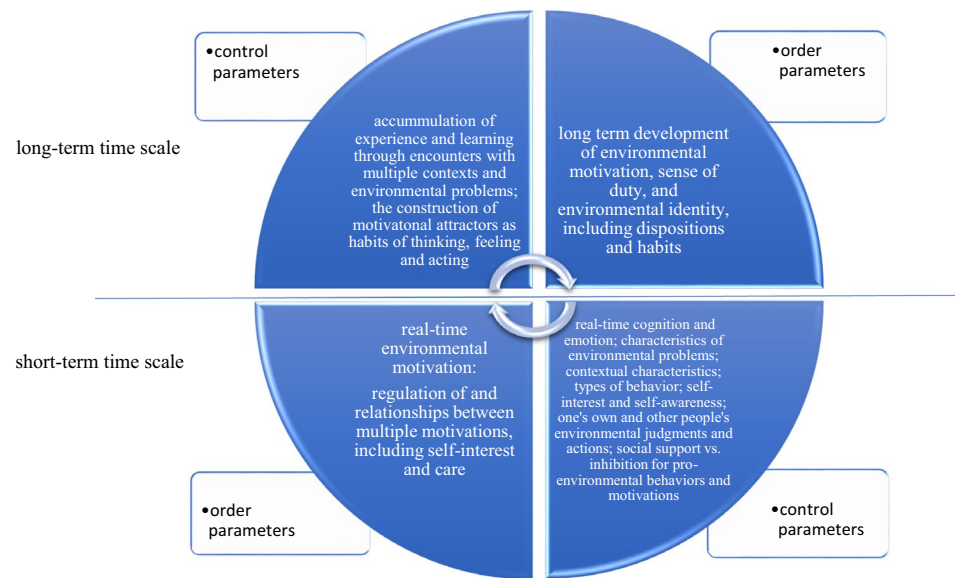 •control
parameters
•order
parameters
long-term time scale
accummulation of
experience and learning
through encounters with
multiple contexts and
environmental problems;
the construction of
motivatonal attractors as
habits of thinking, feeling
and acting
long term development
of environmental
motivation, sense of
duty, and
environmental identity,
including dispositions
and habits
short-term time scale
real-time
environmental
motivation:
regulation of and
relationships between
multiple motivations,
including self-interest
and care
real-time cognition and
emotion; characteristics of
environmental problems;
contextual characteristics;
types of behavior; self-
interest and self-awareness;
one's own and other people's
environmental judgments and
actions; social support vs.
inhibition for pro-
environmental behaviors and
motivations
•order
parameters
•control
parameters